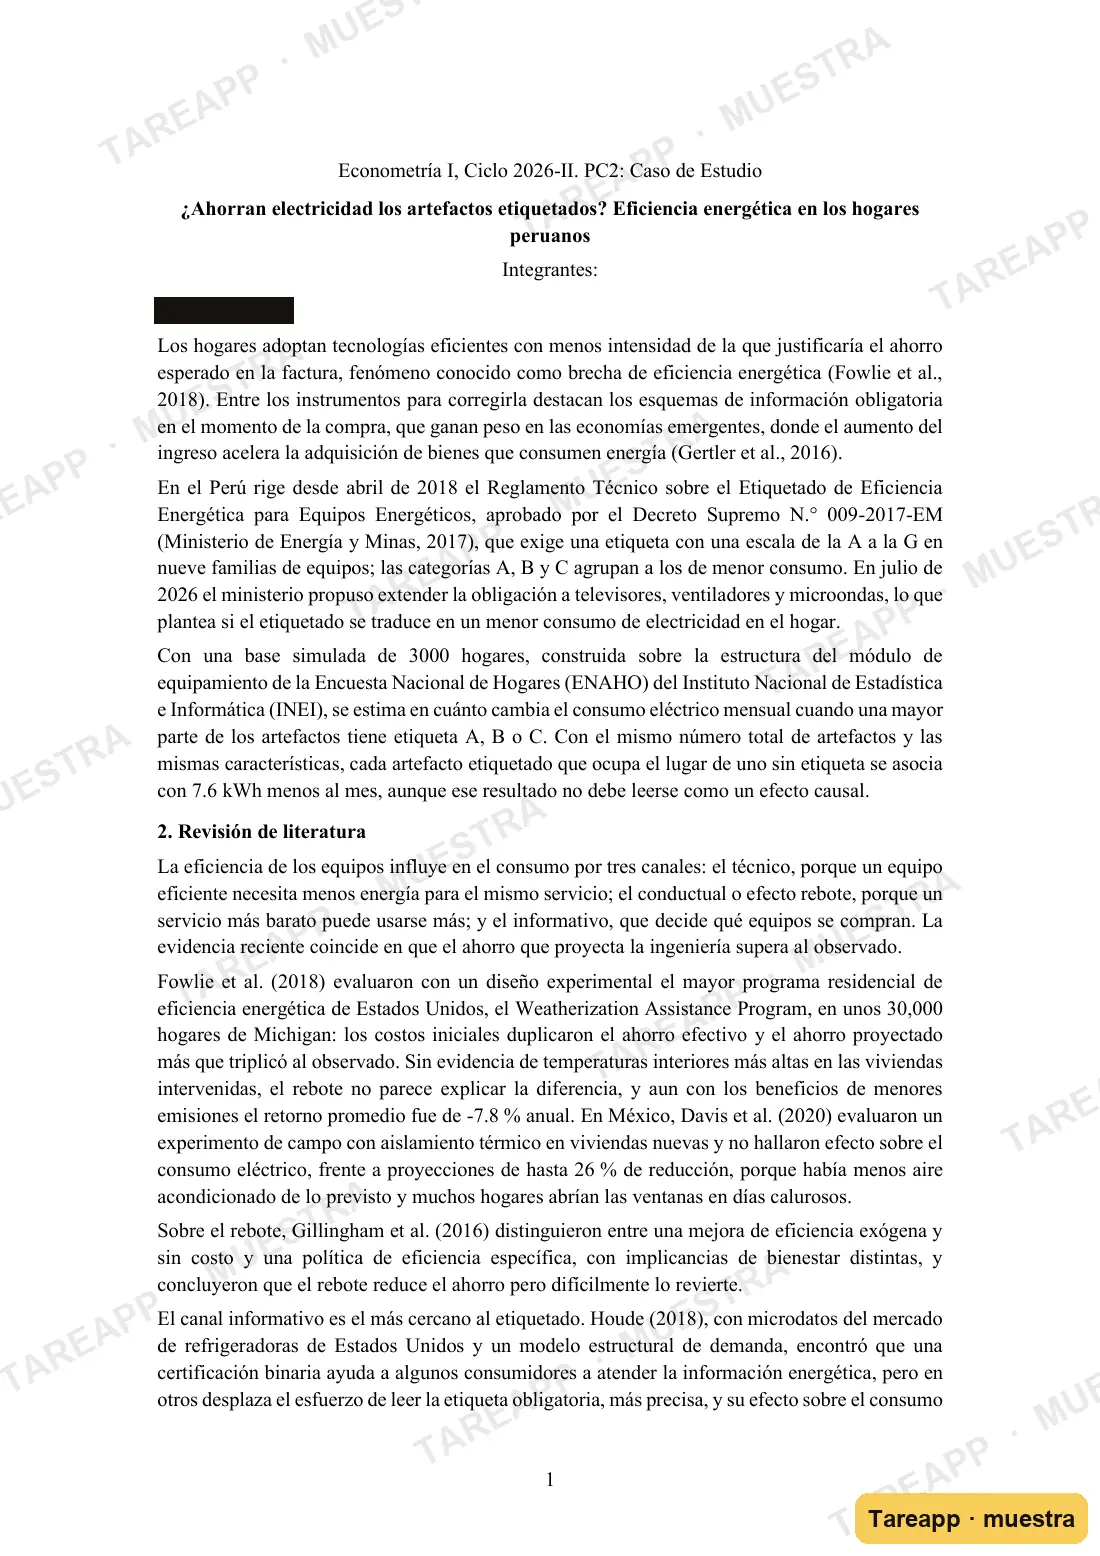 Econometría I, Ciclo 2026-II. PC2: Caso de Estudio
¿Ahorran electricidad los artefactos etiquetados? Eficiencia energética en los hogares
peruanos
Integrantes:
Los hogares adoptan tecnologías eficientes con menos intensidad de la que justificaría el ahorro
esperado en la factura, fenómeno conocido como brecha de eficiencia energética (Fowlie et al.,
2018). Entre los instrumentos para corregirla destacan los esquemas de información obligatoria
en el momento de la compra, que ganan peso en las economías emergentes, donde el aumento del
ingreso acelera la adquisición de bienes que consumen energía (Gertler et al., 2016).
En el Perú rige desde abril de 2018 el Reglamento Técnico sobre el Etiquetado de Eficiencia
Energética para Equipos Energéticos, aprobado por el Decreto Supremo N.° 009-2017-EM
(Ministerio de Energía y Minas, 2017), que exige una etiqueta con una escala de la A a la G en
nueve familias de equipos; las categorías A, B y C agrupan a los de menor consumo. En julio de
2026 el ministerio propuso extender la obligación a televisores, ventiladores y microondas, lo que
plantea si el etiquetado se traduce en un menor consumo de electricidad en el hogar.
Con una base simulada de 3000 hogares, construida sobre la estructura del módulo de
equipamiento de la Encuesta Nacional de Hogares (ENAHO) del Instituto Nacional de Estadística
e Informática (INEI), se estima en cuánto cambia el consumo eléctrico mensual cuando una mayor
parte de los artefactos tiene etiqueta A, B o C. Con el mismo número total de artefactos y las
mismas características, cada artefacto etiquetado que ocupa el lugar de uno sin etiqueta se asocia
con 7.6 kWh menos al mes, aunque ese resultado no debe leerse como un efecto causal.
2. Revisión de literatura
La eficiencia de los equipos influye en el consumo por tres canales: el técnico, porque un equipo
eficiente necesita menos energía para el mismo servicio; el conductual o efecto rebote, porque un
servicio más barato puede usarse más; y el informativo, que decide qué equipos se compran. La
evidencia reciente coincide en que el ahorro que proyecta la ingeniería supera al observado.
Fowlie et al. (2018) evaluaron con un diseño experimental el mayor programa residencial de
eficiencia energética de Estados Unidos, el Weatherization Assistance Program, en unos 30,000
hogares de Michigan: los costos iniciales duplicaron el ahorro efectivo y el ahorro proyectado
más que triplicó al observado. Sin evidencia de temperaturas interiores más altas en las viviendas
intervenidas, el rebote no parece explicar la diferencia, y aun con los beneficios de menores
emisiones el retorno promedio fue de -7.8 % anual. En México, Davis et al. (2020) evaluaron un
experimento de campo con aislamiento térmico en viviendas nuevas y no hallaron efecto sobre el
consumo eléctrico, frente a proyecciones de hasta 26 % de reducción, porque había menos aire
acondicionado de lo previsto y muchos hogares abrían las ventanas en días calurosos.
Sobre el rebote, Gillingham et al. (2016) distinguieron entre una mejora de eficiencia exógena y
sin costo y una política de eficiencia específica, con implicancias de bienestar distintas, y
concluyeron que el rebote reduce el ahorro pero difícilmente lo revierte.
El canal informativo es el más cercano al etiquetado. Houde (2018), con microdatos del mercado
de refrigeradoras de Estados Unidos y un modelo estructural de demanda, encontró que una
certificación binaria ayuda a algunos consumidores a atender la información energética, pero en
otros desplaza el esfuerzo de leer la etiqueta obligatoria, más precisa, y su efecto sobre el consumo
1
Tareapp · muestra
TAREAPP · MUESTRA